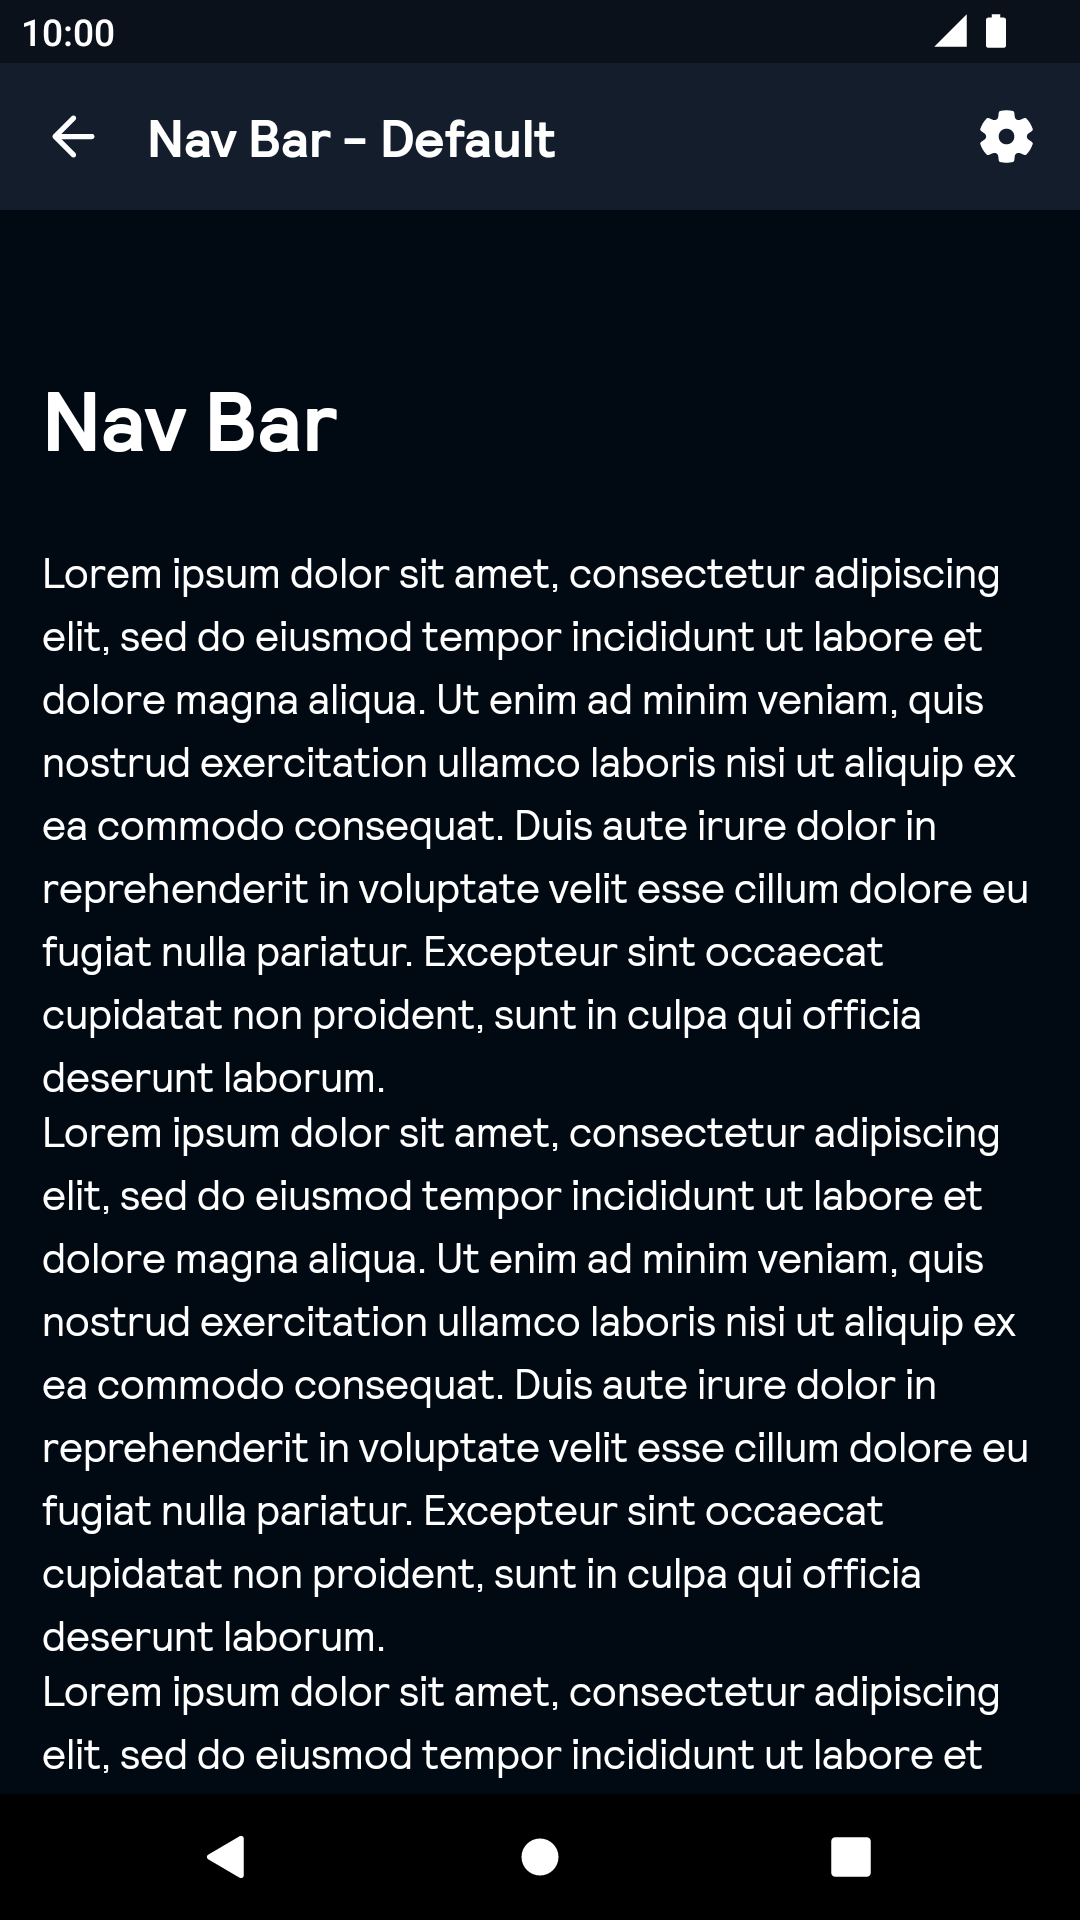 10:00
Nav Bar - Default
Nav Bar
Lorem ipsum dolor sit amet, consectetur adipiscing
elit, sed do eiusmod tempor incididunt ut labore et
dolore magna aliqua. Ut enim ad minim veniam, quis
nostrud exercitation ullamco laboris nisi ut aliquip ex
ea commodo consequat. Duis aute irure dolor in
reprehenderit in voluptate velit esse cillum dolore eu
fugiat nulla pariatur. Excepteur sint occaecat
cupidatat non proident, sunt in culpa qui officia
deserunt laborum.
Lorem ipsum dolor sit amet, consectetur adipiscing
elit, sed do eiusmod tempor incididunt ut labore et
dolore magna aliqua. Ut enim ad minim veniam, quis
nostrud exercitation ullamco laboris nisi ut aliquip ex
ea commodo consequat. Duis aute irure dolor in
reprehenderit in voluptate velit esse cillum dolore eu
fugiat nulla pariatur. Excepteur sint occaecat
cupidatat non proident, sunt in culpa qui officia
deserunt laborum.
Lorem ipsum dolor sit amet, consectetur adipiscing
elit, sed do eiusmod tempor incididunt ut labore et